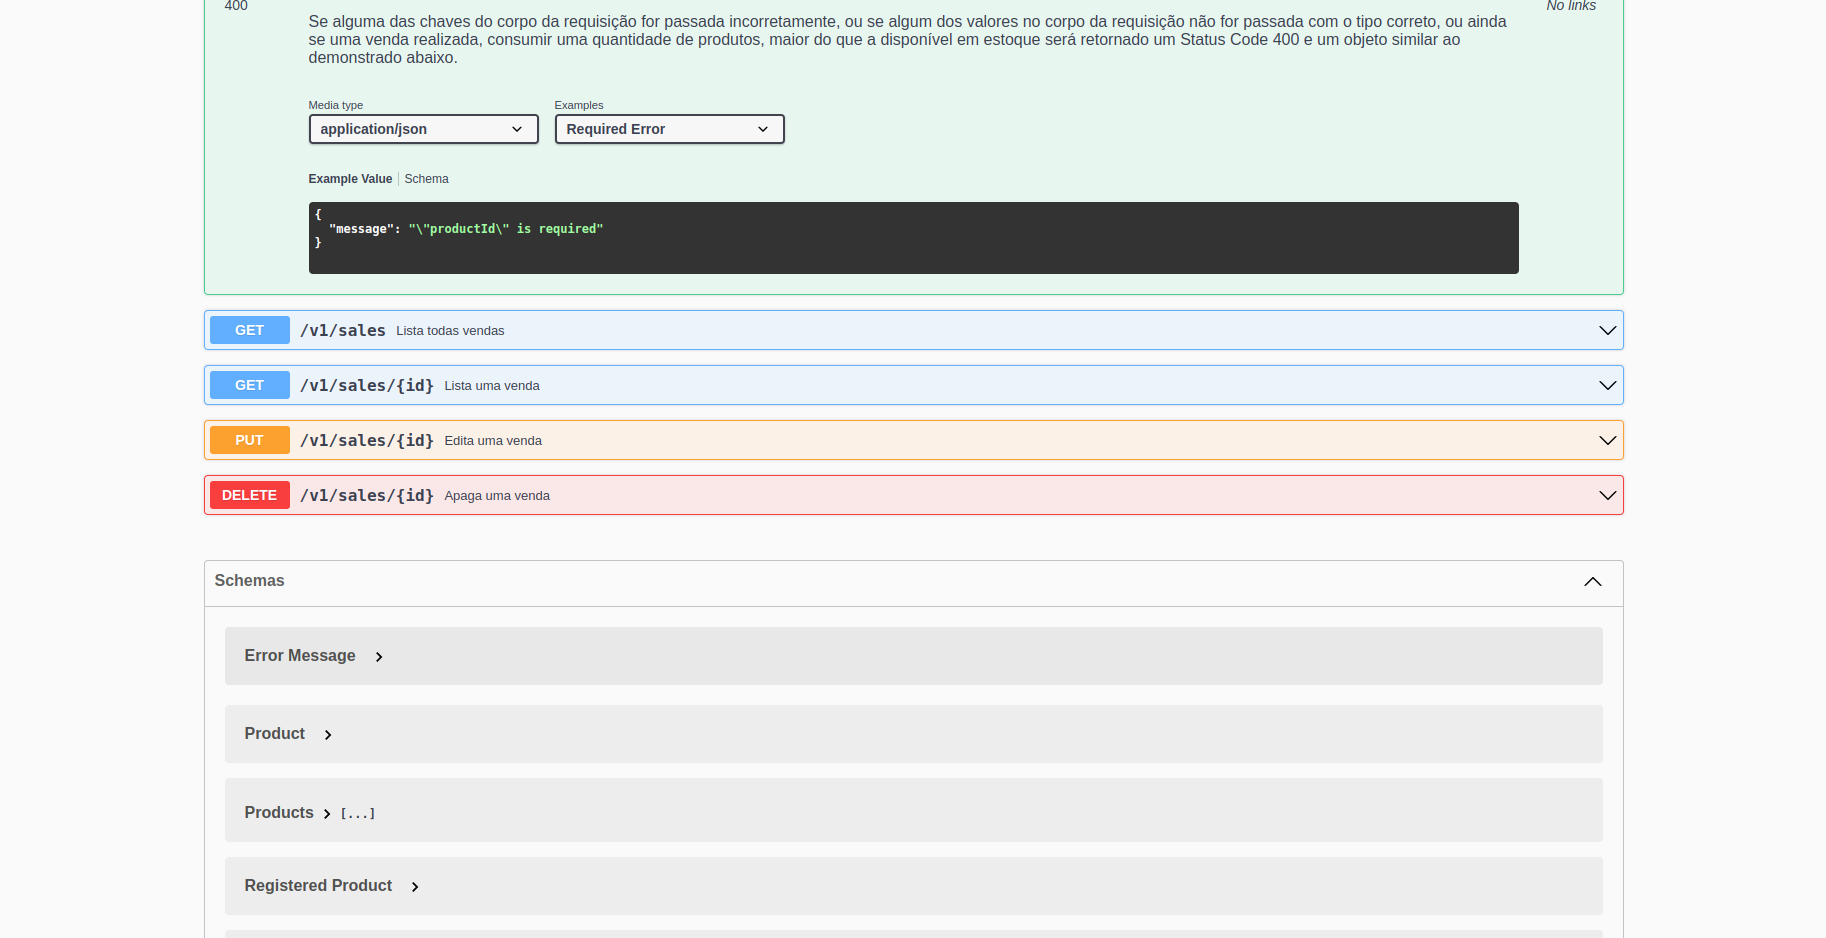 400
No links
Se alguma das chaves do corpo da requisição for passada incorretamente, ou se algum dos valores no corpo da requisição não for passada com o tipo correto, ou ainda
se uma venda realizada, consumir uma quantidade de produtos, maior do que a disponível em estoque será retornado um Status Code 400 e um objeto similar ao
demonstrado abaixo.
Media type
Examples
application/json
Required Error
Example Value
Schema
{
"message": "\"productId\" is required"
}
GET /v1/sales Lista todas vendas
GET /v1/sales/{id} Lista uma venda
PUT /v1/sales/{id} Edita uma venda
DELETE /v1/sales/{id} Apaga uma venda
Schemas
Error Message
Product
Products [...]
Registered Product